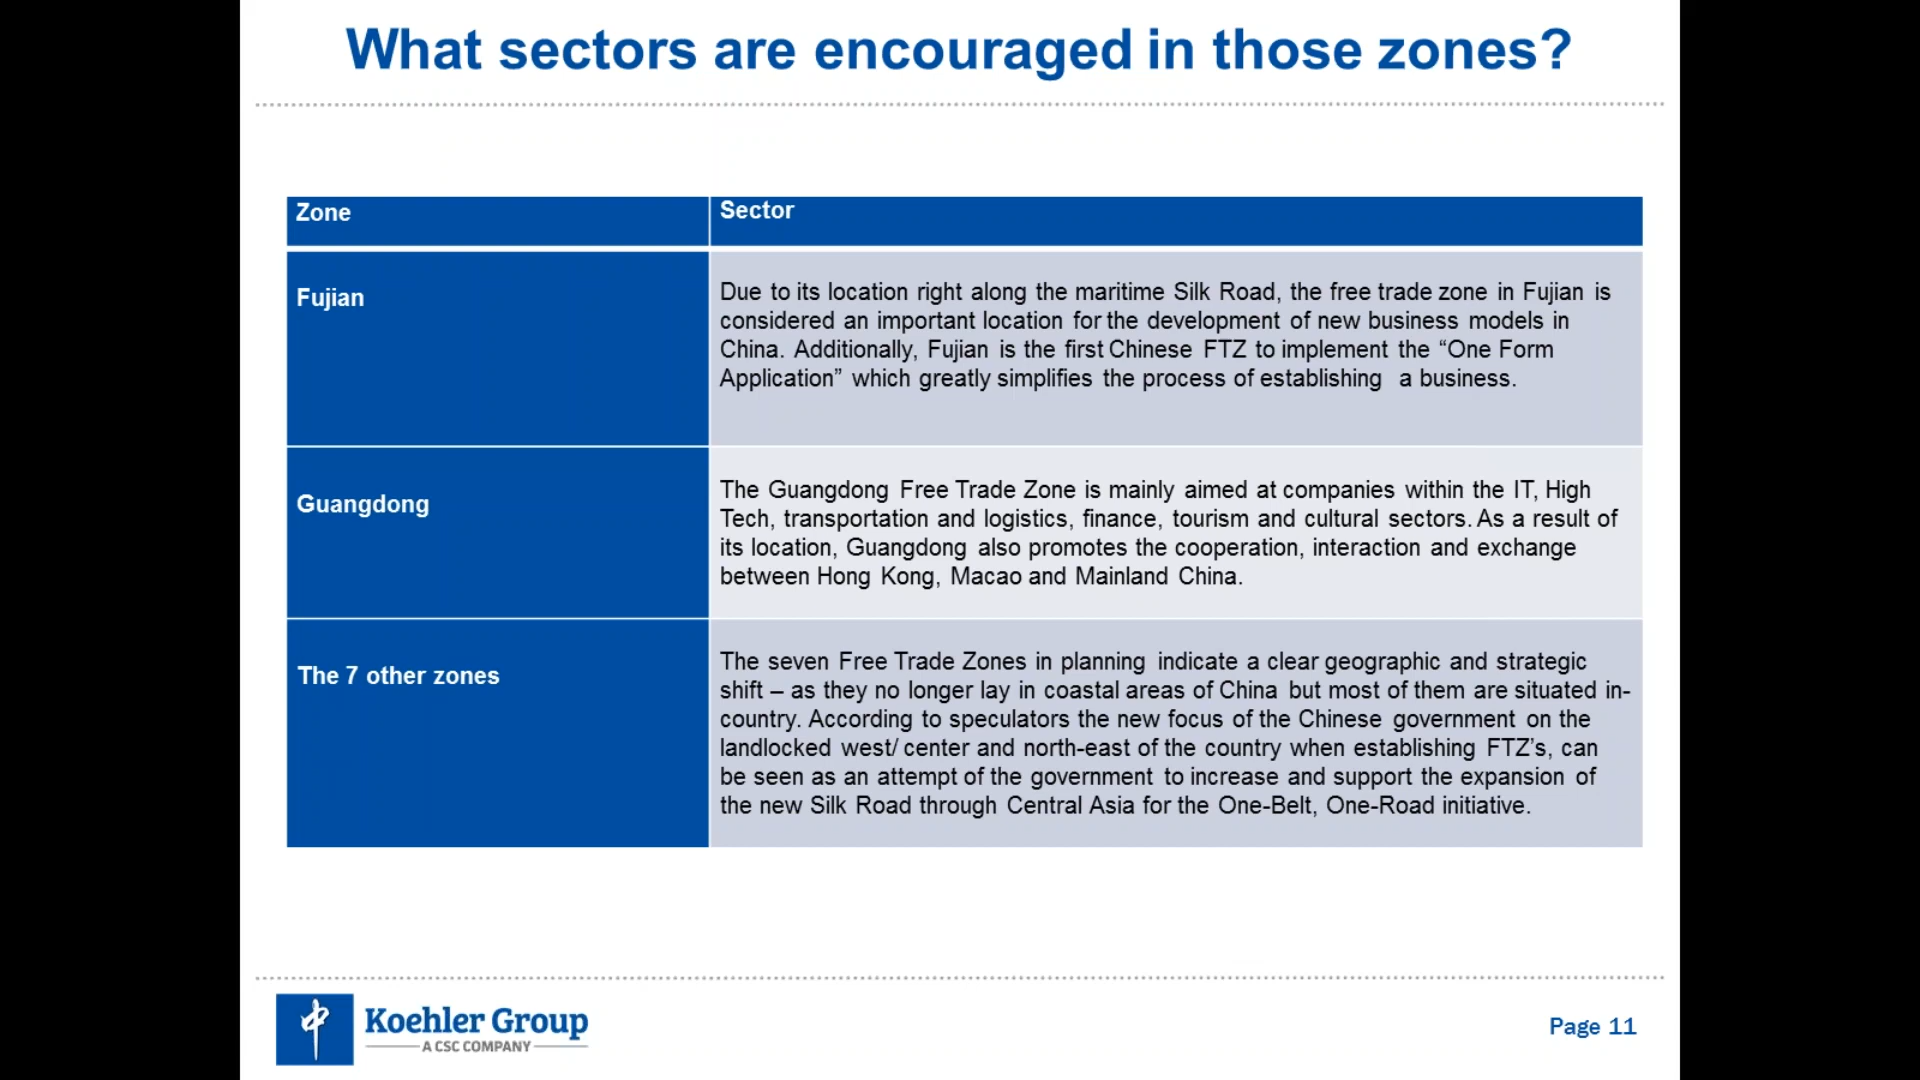 What sectors are encouraged in those zones?
Zone
Sector
Fujian
Due to its location right along the maritime Silk Road, the free trade zone in Fujian is
considered an important location for the development of new business models in
China. Additionally, Fujian is the first Chinese FTZ to implement the “One Form
Application” which greatly simplifies the process of establishing a business.
Guangdong
The Guangdong Free Trade Zone is mainly aimed at companies within the IT, High
Tech, transportation and logistics, finance, tourism and cultural sectors. As a result of
its location, Guangdong also promotes the cooperation, interaction and exchange
between Hong Kong, Macao and Mainland China.
The 7 other zones
The seven Free Trade Zones in planning indicate a clear geographic and strategic
shift – as they no longer lay in coastal areas of China but most of them are situated in-
country. According to speculators the new focus of the Chinese government on the
landlocked west/ center and north-east of the country when establishing FTZ’s, can
be seen as an attempt of the government to increase and support the expansion of
the new Silk Road through Central Asia for the One-Belt, One-Road initiative.
Koehler Group
A CSC COMPANY
Page 11